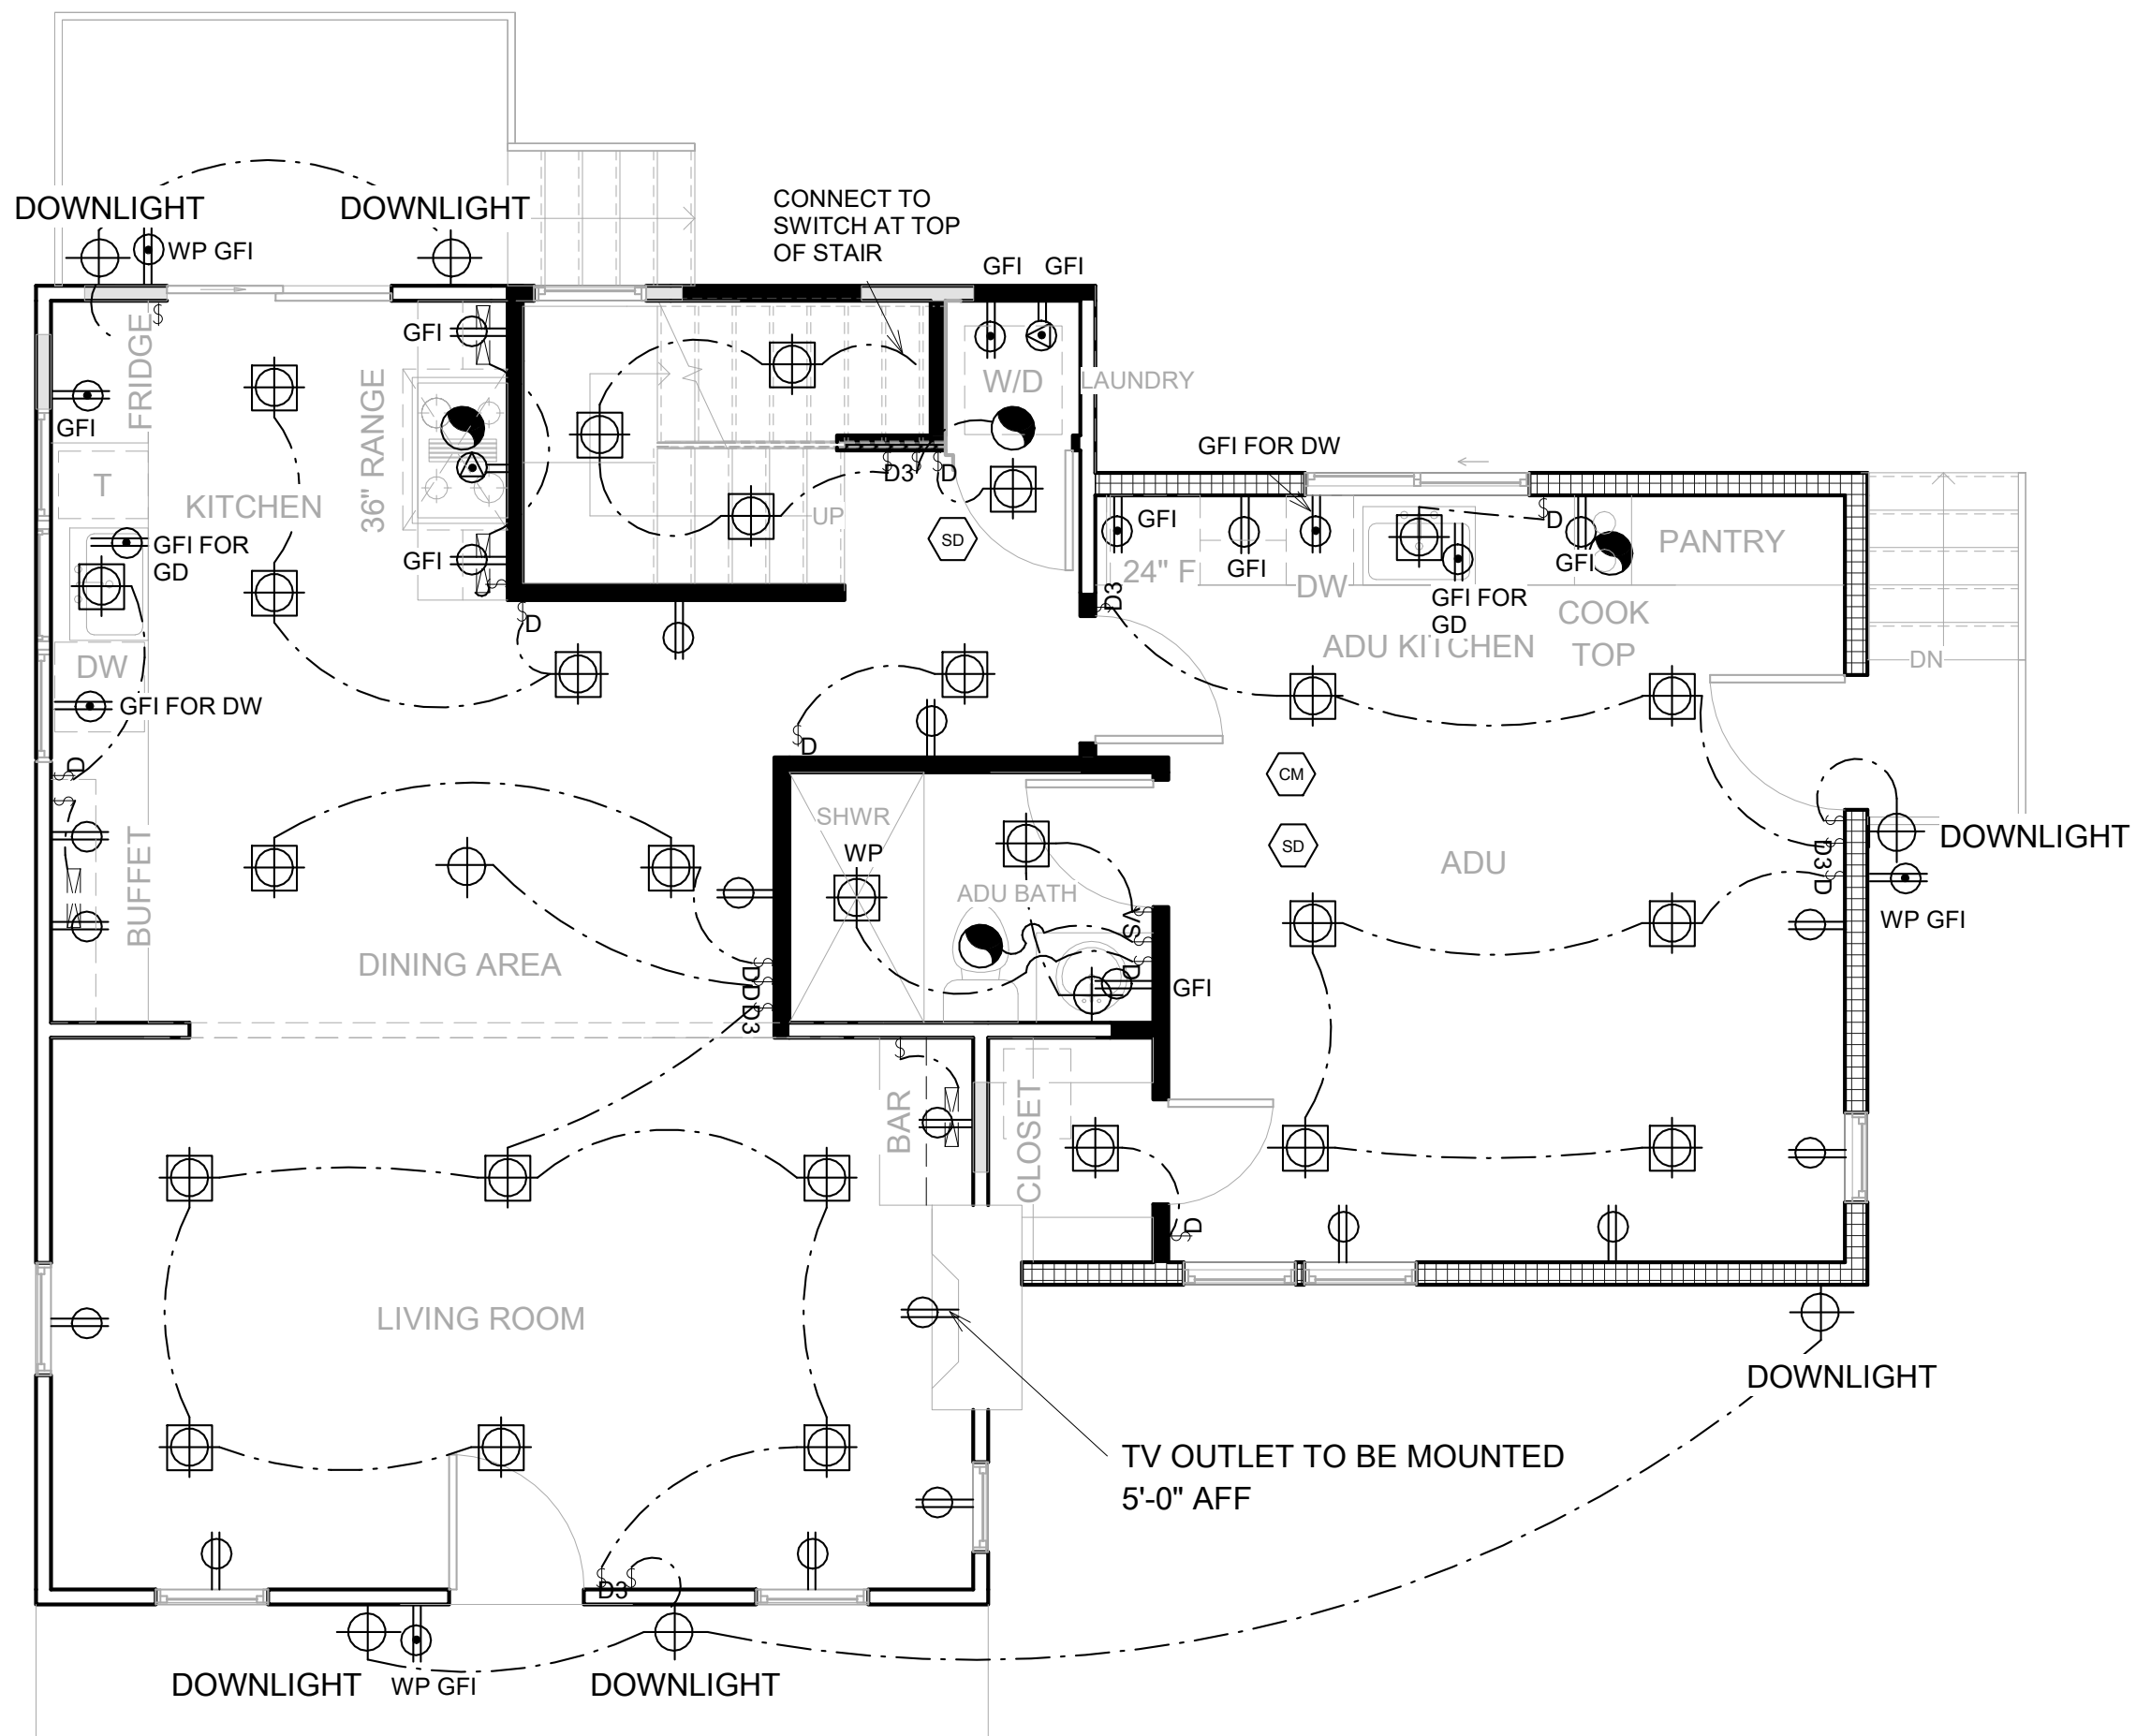 CONNECT TO
SWITCH AT TOP
OF STAIR
DOWNLIGHT
DOWNLIGHT
WP GFI
GFI
GFI
GFI
FRIDGE
36" RANGE
W/D
LAUNDRY
GFI
T
KITCHEN
GFI FOR DW
D3
D
UP
SD
GFI
D
PANTRY
GFI FOR
GD
GFI
24" F
GFI
DW
GFI
GFI FOR
GD
COOK
TOP
D3
D
ADU KITCHEN
DN
DW
GFI FOR DW
D
D
CM
SHWR
WP
SD
ADU
DOWNLIGHT
BUFFET
ADU BATH
D3
D
WP GFI
VS
D
GFI
DINING AREA
D
D
D3
BAR
CLOSET
D
LIVING ROOM
DOWNLIGHT
TV OUTLET TO BE MOUNTED
5'-0" AFF
D3
DOWNLIGHT
WP GFI
DOWNLIGHT